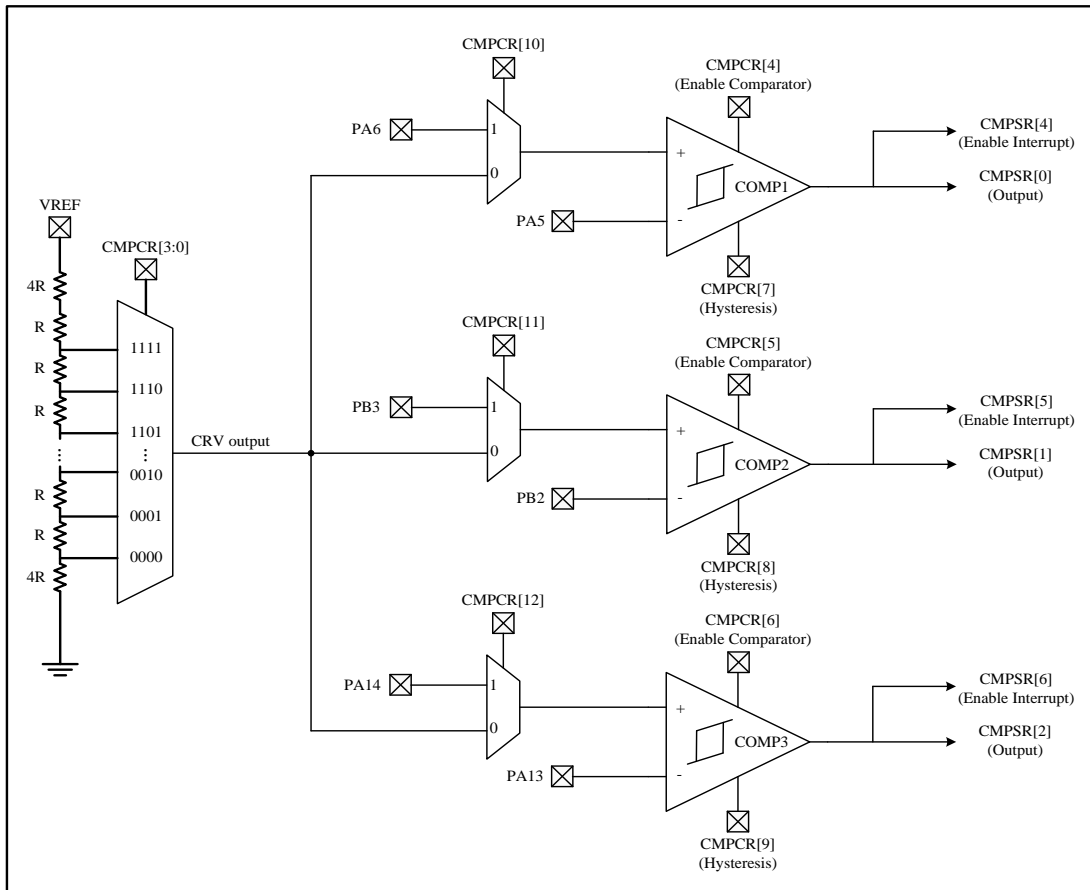 CMPCR[10]
CMPCR[4]
(Enable Comparator)
PA6
1
0
+
-
COMP1
PA5
CMPSR[4]
(Enable Interrupt)
CMPSR[0]
(Output)
CMPCR[7]
(Hysteresis)
VREF
CMPCR[3:0]
4R
R
R
R
...
R
R
4R
1111
1110
1101
...
0010
0001
0000
CRV output
CMPCR[11]
CMPCR[5]
(Enable Comparator)
PB3
1
0
+
-
COMP2
PB2
CMPSR[5]
(Enable Interrupt)
CMPSR[1]
(Output)
CMPCR[8]
(Hysteresis)
CMPCR[12]
CMPCR[6]
(Enable Comparator)
PA14
1
0
+
-
COMP3
PA13
CMPSR[6]
(Enable Interrupt)
CMPSR[2]
(Output)
CMPCR[9]
(Hysteresis)